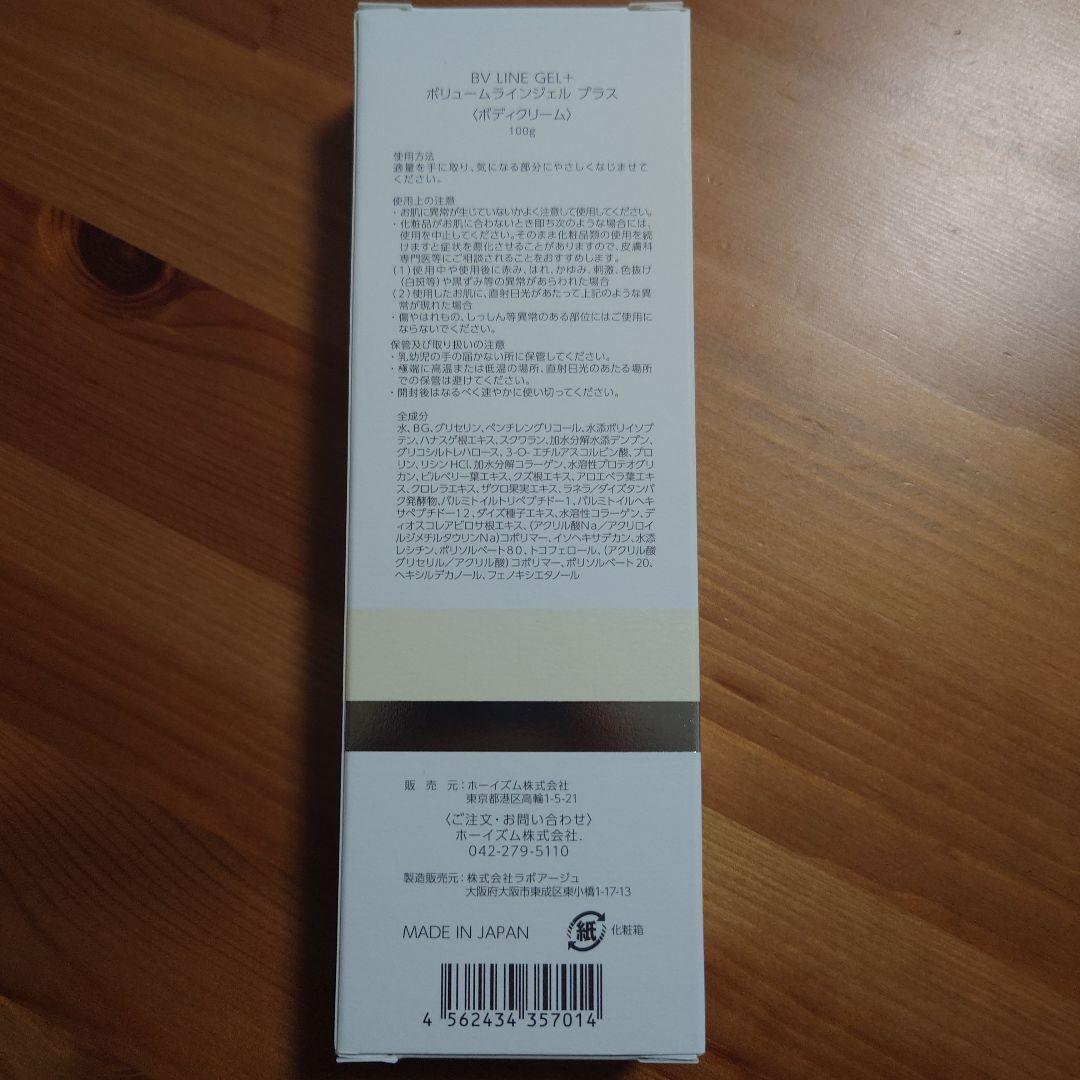 BV LINE GEL+
ボリュームラインジェル プラス
〈ボディクリーム〉
100g
使用方法
適量を手に取り、気になる部分にやさしくなじませて
ください。
使用上の注意
・お肌に異常が生じていないかよく注意して使用してください。
・化粧品がお肌に合わないとき即ち次のような場合には、
使用を中止してください。そのまま化粧品類の使用を続
けますと症状を悪化させることがありますので、皮膚科
専門医等にご相談されることをおすすめします。
(1)使用中や使用後に赤み、はれ、かゆみ、刺激、色抜け
(白斑等)や黒ずみ等の異常があらわれた場合
(2)使用したお肌に、直射日光があたって上記のような異
常が現れた場合
・傷やはれもの、しっしん等異常のある部位にはご使用に
ならないでください。
保管及び取り扱いの注意
・乳幼児の手の届かない所に保管してください。
・極端に高温または低温の場所、直射日光のあたる場所
での保管は避けてください。
・開封後はなるべく速やかに使い切ってください。
全成分
水、BG、グリセリン、ペンチレングリコール、水添ポリイソブ
テン、ハナスゲ根エキス、スクワラン、加水分解水添デンプン、
グリコシルトレハロース、3-O-エチルアスコルビン酸、プロ
リン、リシンHCl、加水分解コラーゲン、水溶性プロテオグリ
カン、ビルベリー葉エキス、クズ根エキス、アロエベラ葉エキ
ス、クロレラエキス、ザクロ果実エキス、ラネラ/ダイズタンパ
ク発酵物、パルミトイルトリペプチド-1、パルミトイルヘキ
サペプチド-12、ダイズ種子エキス、水溶性コラーゲン、デ
ィオスコレアビロサ根エキス、(アクリル酸Na/アクリロイ
ルジメチルタウリンNa)コポリマー、イソヘキサデカン、水添
レシチン、ポリソルベート80、トコフェロール、(アクリル酸
グリセリル/アクリル酸)コポリマー、ポリソルベート20、
ヘキシルデカノール、フェノキシエタノール
販 売 元:ホーイズム株式会社
東京都港区高輪1-5-21
〈ご注文・お問い合わせ〉
ホーイズム株式会社.
042-279-5110
製造販売元:株式会社ラボアージュ
大阪府大阪市東成区東小橋1-17-13
MADE IN JAPAN
紙 化粧箱
4 562434 357014